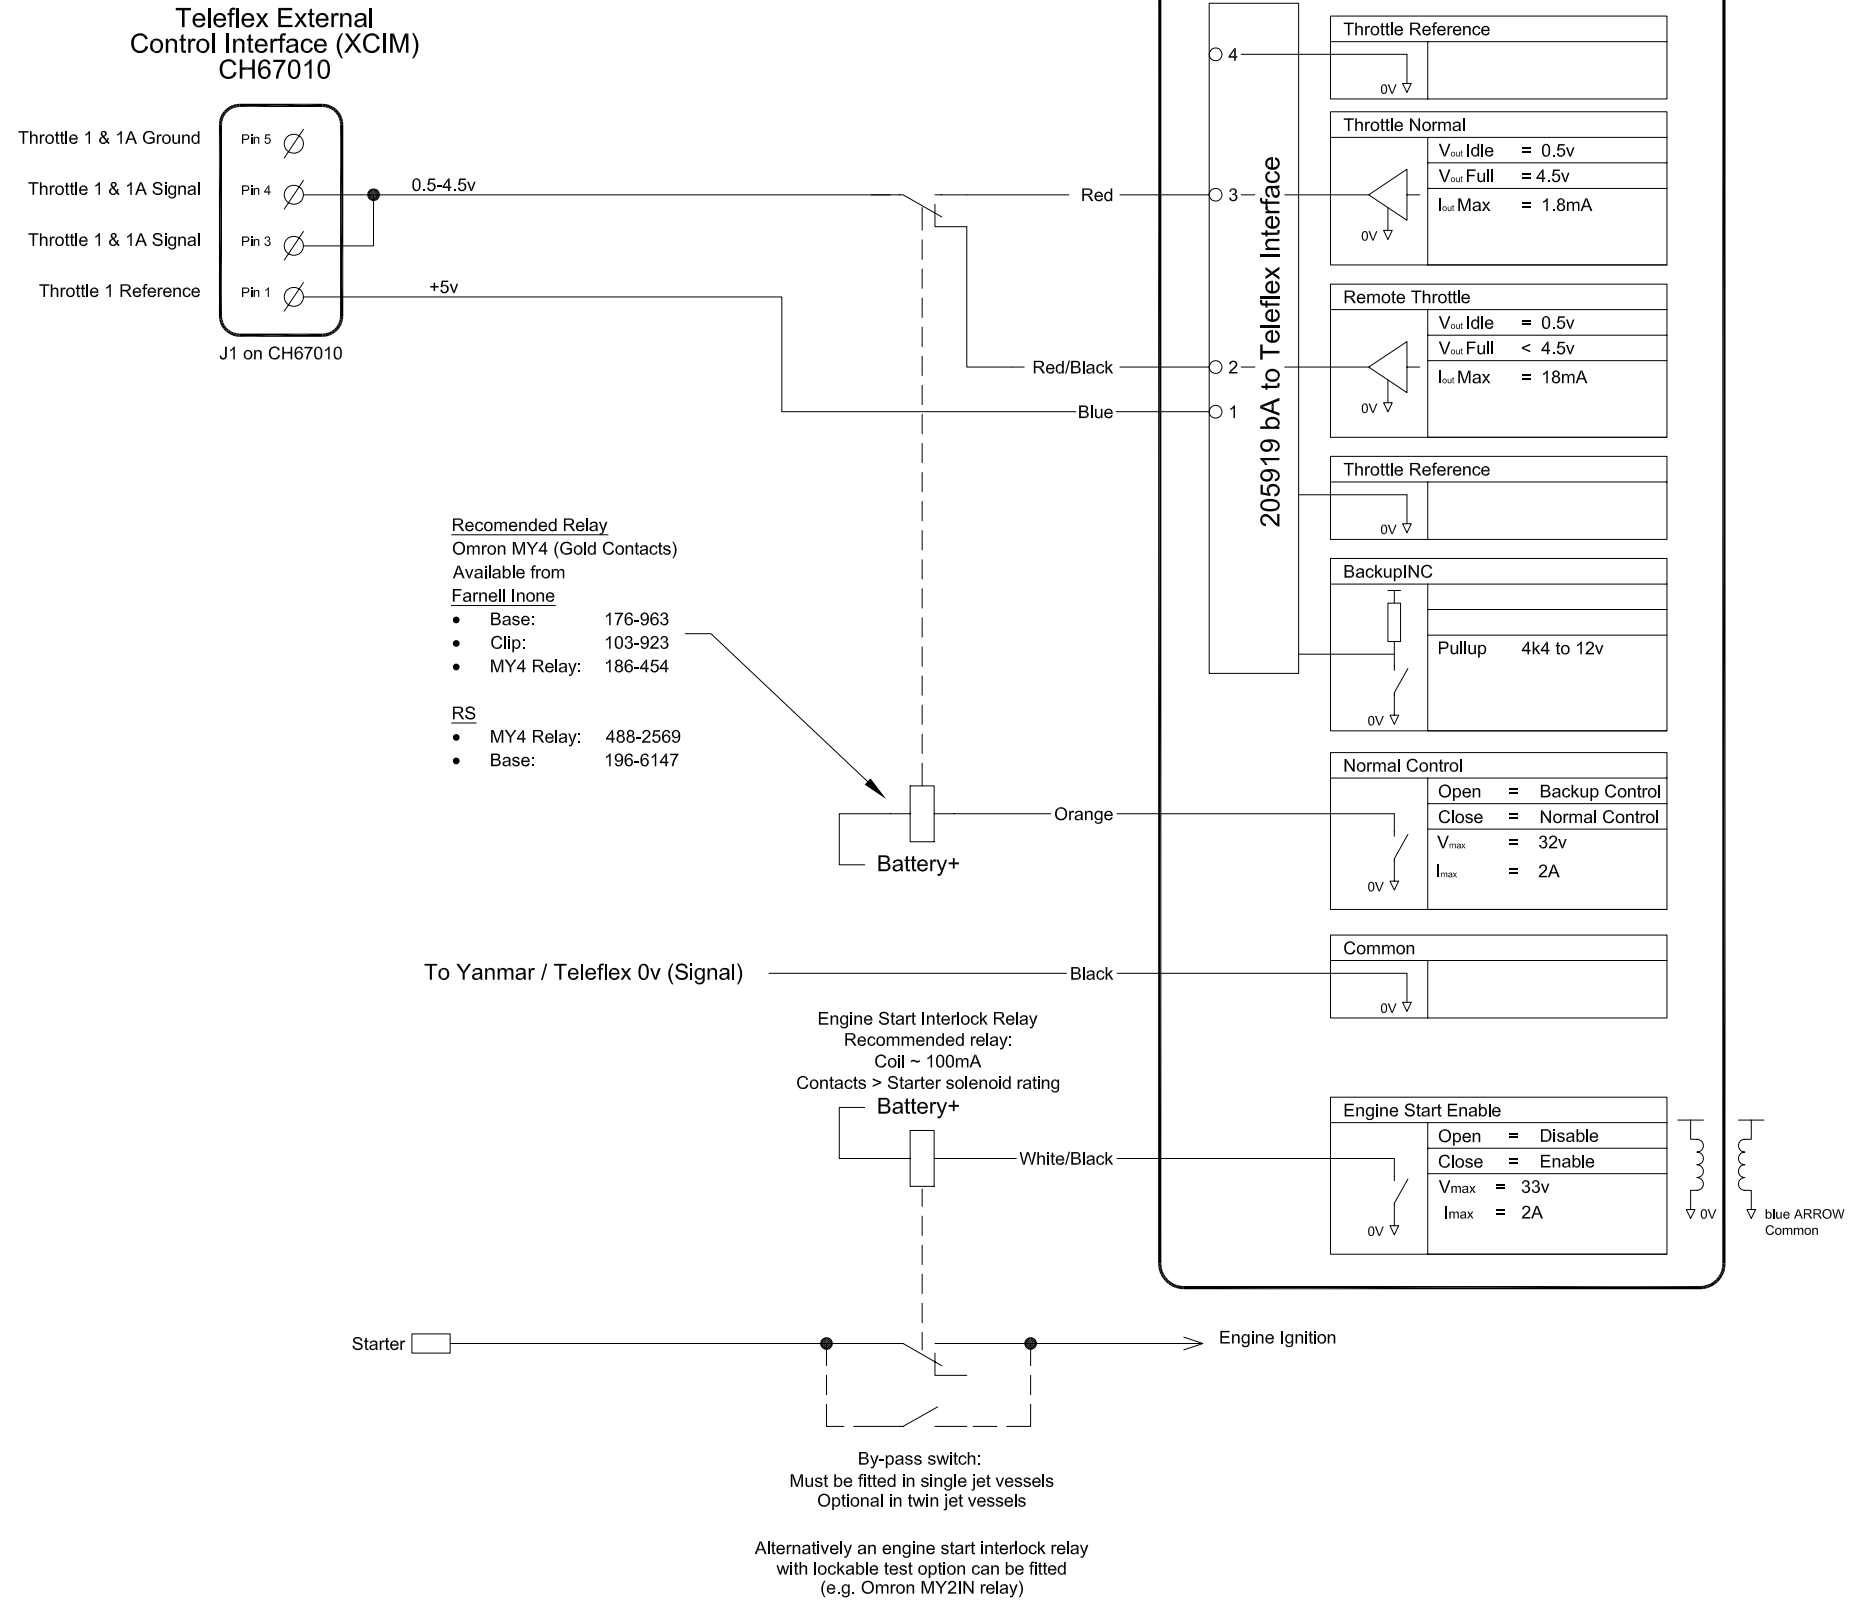 Teleflex External
Control Interface (XCIM)
CH67010
Throttle 1 & 1A Ground
Pin 5
Throttle 1 & 1A Signal
Pin 4
0.5-4.5v
Throttle 1 & 1A Signal
Pin 3
Throttle 1 Reference
Pin 1
+5v
J1 on CH67010
Red
Red/Black
Blue
4
3
2
1
205919 bA to Teleflex Interface
Throttle Reference
0V
Throttle Normal
Vout Idle = 0.5v
Vout Full = 4.5v
Iout Max = 1.8mA
0V
Remote Throttle
Vout Idle = 0.5v
Vout Full < 4.5v
Iout Max = 18mA
0V
Throttle Reference
0V
BackupINC
Pullup 4k4 to 12v
0V
Recomended Relay
Omron MY4 (Gold Contacts)
Available from
Farnell Inone
• Base: 176-963
• Clip: 103-923
• MY4 Relay: 186-454
RS
• MY4 Relay: 488-2569
• Base: 196-6147
Battery+
Orange
Normal Control
Open = Backup Control
Close = Normal Control
Vmax = 32v
Imax = 2A
0V
To Yanmar / Teleflex 0v (Signal)
Black
Common
0V
Engine Start Interlock Relay
Recommended relay:
Coil ~ 100mA
Contacts > Starter solenoid rating
Battery+
White/Black
Engine Start Enable
Open = Disable
Close = Enable
Vmax = 33v
Imax = 2A
0V
0V
blue ARROW
Common
Starter
Engine Ignition
By-pass switch:
Must be fitted in single jet vessels
Optional in twin jet vessels
Alternatively an engine start interlock relay
with lockable test option can be fitted
(e.g. Omron MY2IN relay)